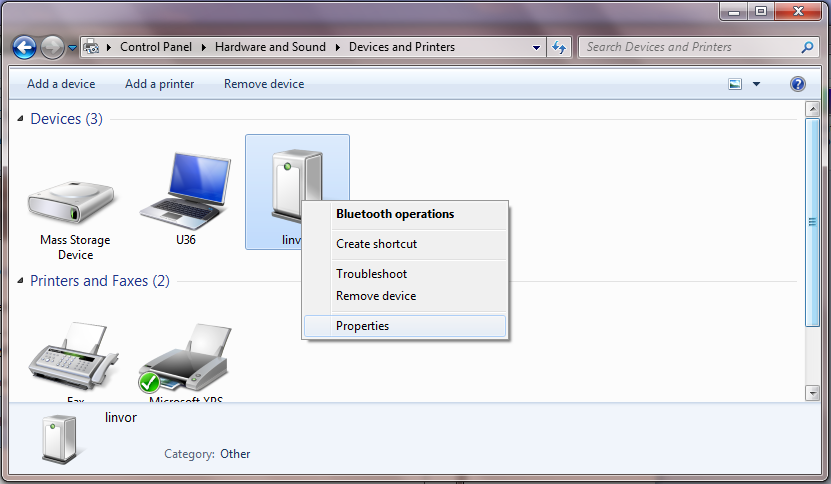 Control Panel
Hardware and Sound
Devices and Printers
Search Devices and Printers
Add a device
Add a printer
Remove device
Devices (3)
Mass Storage
Device
U36
linvo
Bluetooth operations
Create shortcut
Troubleshoot
Remove device
Properties
Printers and Faxes (2)
Fax
Microsoft XPS
linvor
Category: Other